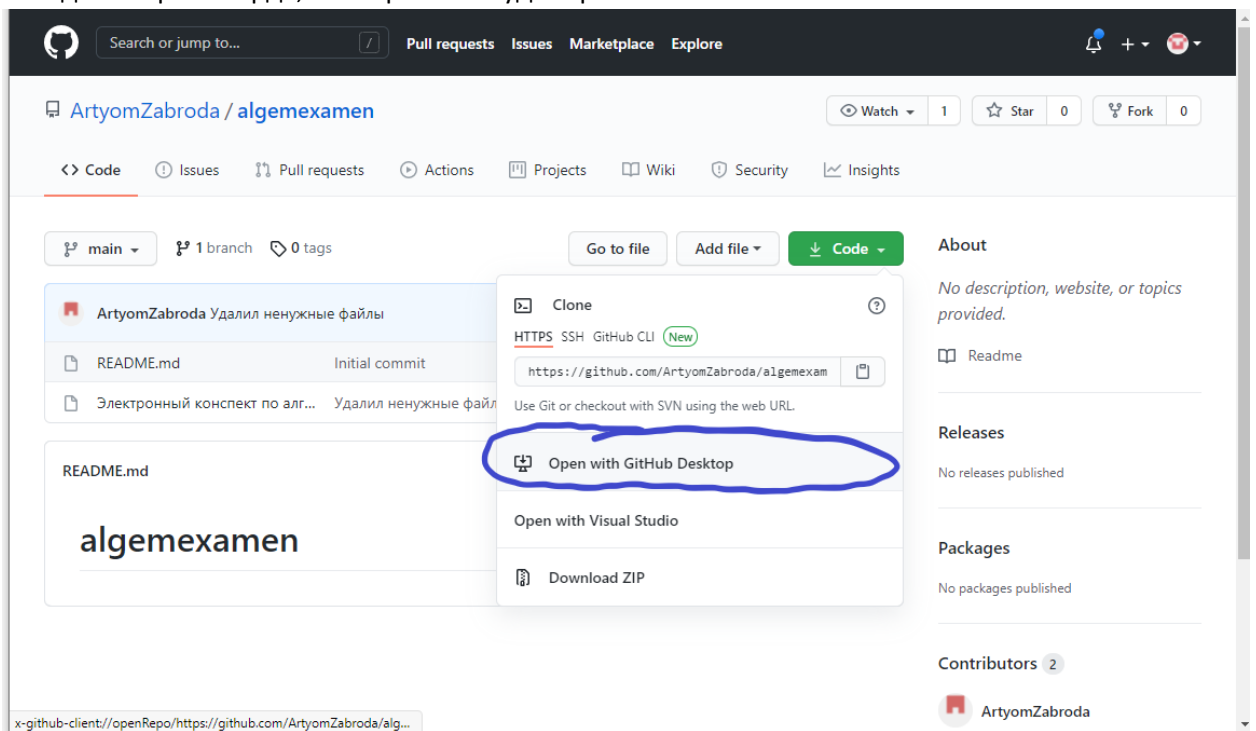 Search or jump to... / Pull requests Issues Marketplace Explore
ArtyomZabroda / algemexamen
Watch 1 Star 0 Fork 0
Code Issues Pull requests Actions Projects Wiki Security Insights
main 1 branch 0 tags
Go to file Add file Code
ArtyomZabroda Удалил ненужные файлы
README.md Initial commit
Электронный конспект по алг... Удалил ненужные файл
README.md
algemexamen
Clone
HTTPS SSH GitHub CLI New
https://github.com/ArtyomZabroda/algemexam
Use Git or checkout with SVN using the web URL.
Open with GitHub Desktop
Open with Visual Studio
Download ZIP
About
No description, website, or topics
provided.
Readme
Releases
No releases published
Packages
No packages published
Contributors 2
ArtyomZabroda
x-github-client://openRepo/https://github.com/ArtyomZabroda/alg...